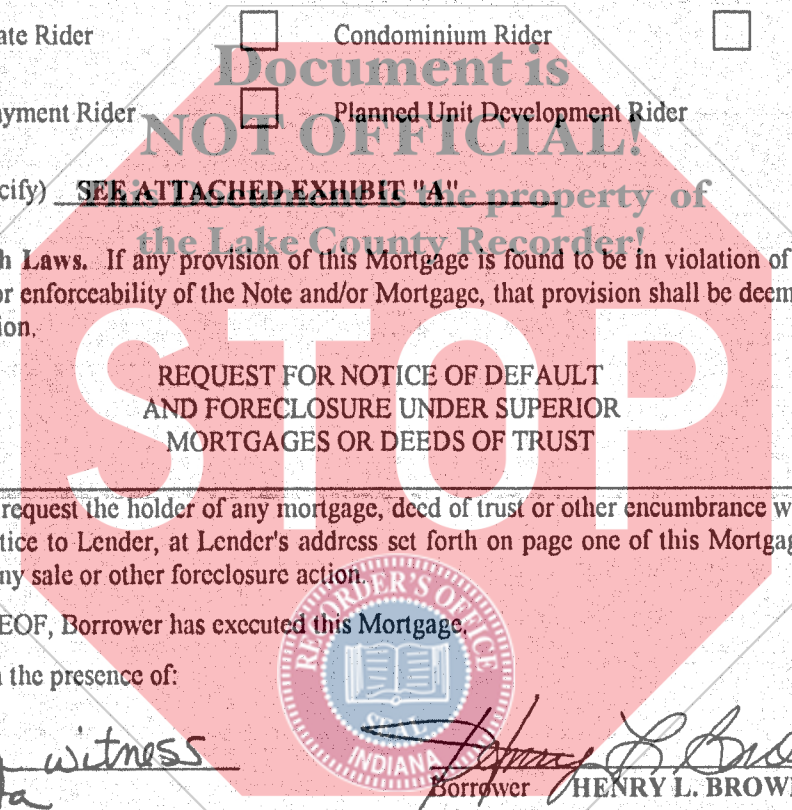 ate Rider Condominium Rider
Document is
yment Rider Planned Unit Development Rider
NOT OFFICIAL!
cify) SEE ATTACHED EXHIBIT "A"
This Document is the property of
the Lake County Recorder!
h Laws. If any provision of this Mortgage is found to be in violation of
or enforceability of the Note and/or Mortgage, that provision shall be deem
ion.
STOP
REQUEST FOR NOTICE OF DEFAULT
AND FORECLOSURE UNDER SUPERIOR
MORTGAGES OR DEEDS OF TRUST
request the holder of any mortgage, deed of trust or other encumbrance w
tice to Lender, at Lender's address set forth on page one of this Mortgag
ny sale or other foreclosure action.
RECORDER'S OFFICE
SEAL
INDIANA
EOF, Borrower has executed this Mortgage.
n the presence of:
witness Henry L. Brow
Borrower HENRY L. BROW